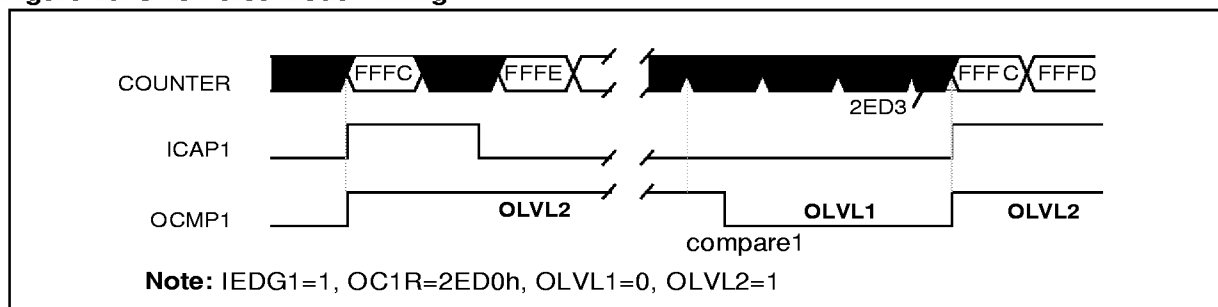 COUNTER FFFC FFFE 2ED3 FFFC FFFD
ICAP1
OCMP1 OLVL2 OLVL1 OLVL2
compare1
Note: IEDG1=1, OC1R=2ED0h, OLVL1=0, OLVL2=1